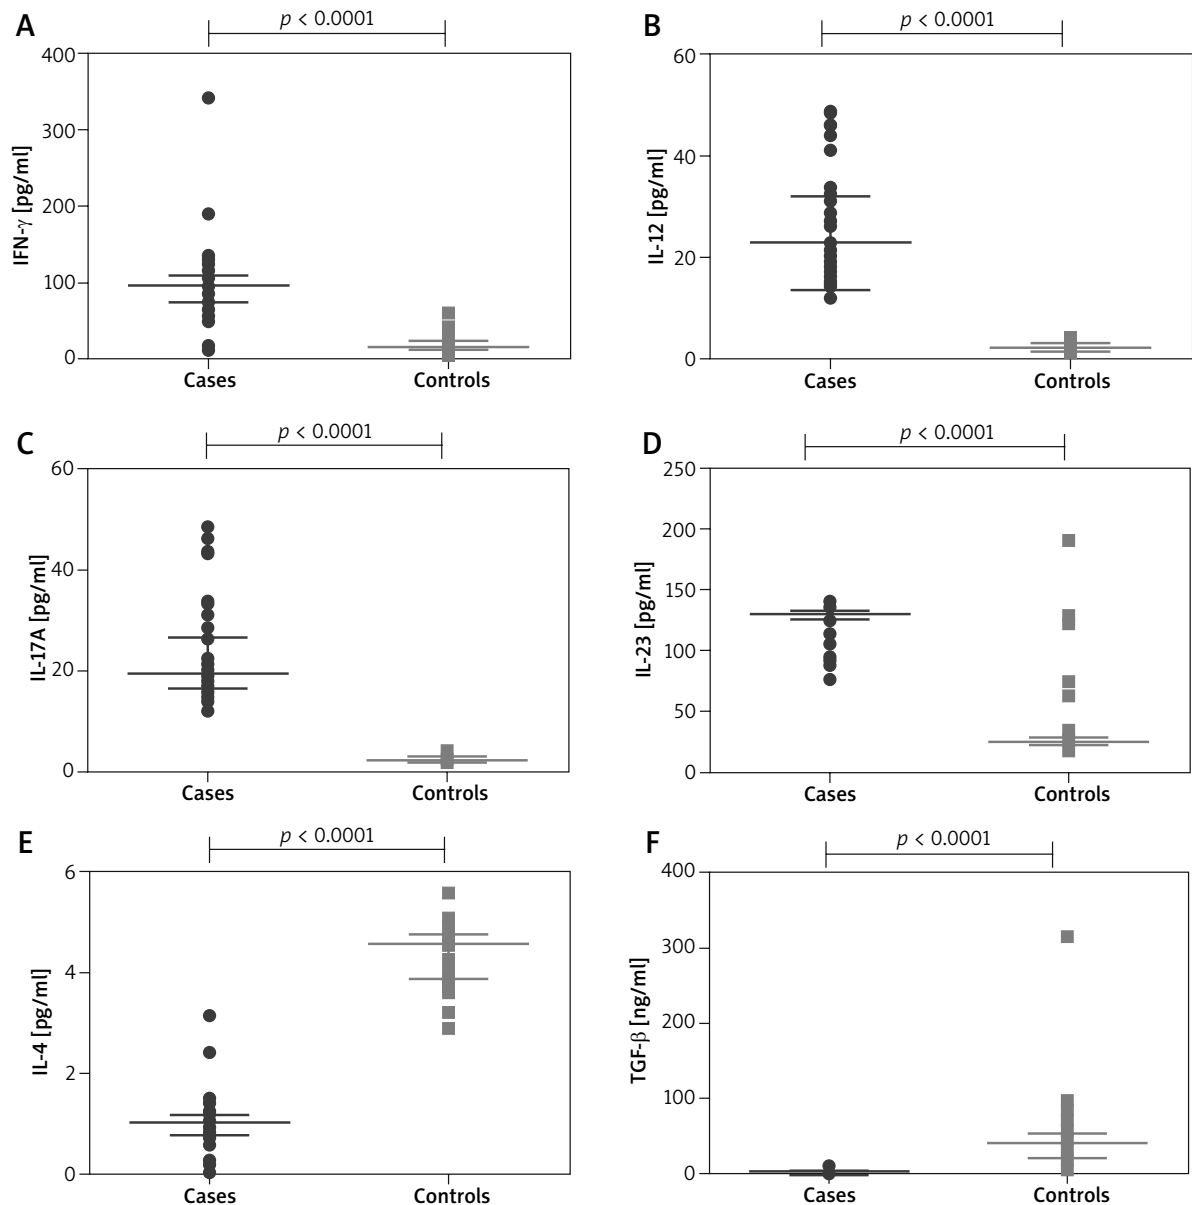 A
p < 0.0001
IFN-γ [pg/ml]
400
300
200
100
0
Cases
Controls
B
p < 0.0001
IL-12 [pg/ml]
60
40
20
0
Cases
Controls
C
p < 0.0001
IL-17A [pg/ml]
60
40
20
0
Cases
Controls
D
p < 0.0001
IL-23 [pg/ml]
250
200
150
100
50
0
Cases
Controls
E
p < 0.0001
IL-4 [pg/ml]
6
4
2
0
Cases
Controls
F
p < 0.0001
TGF-β [ng/ml]
400
300
200
100
0
Cases
Controls